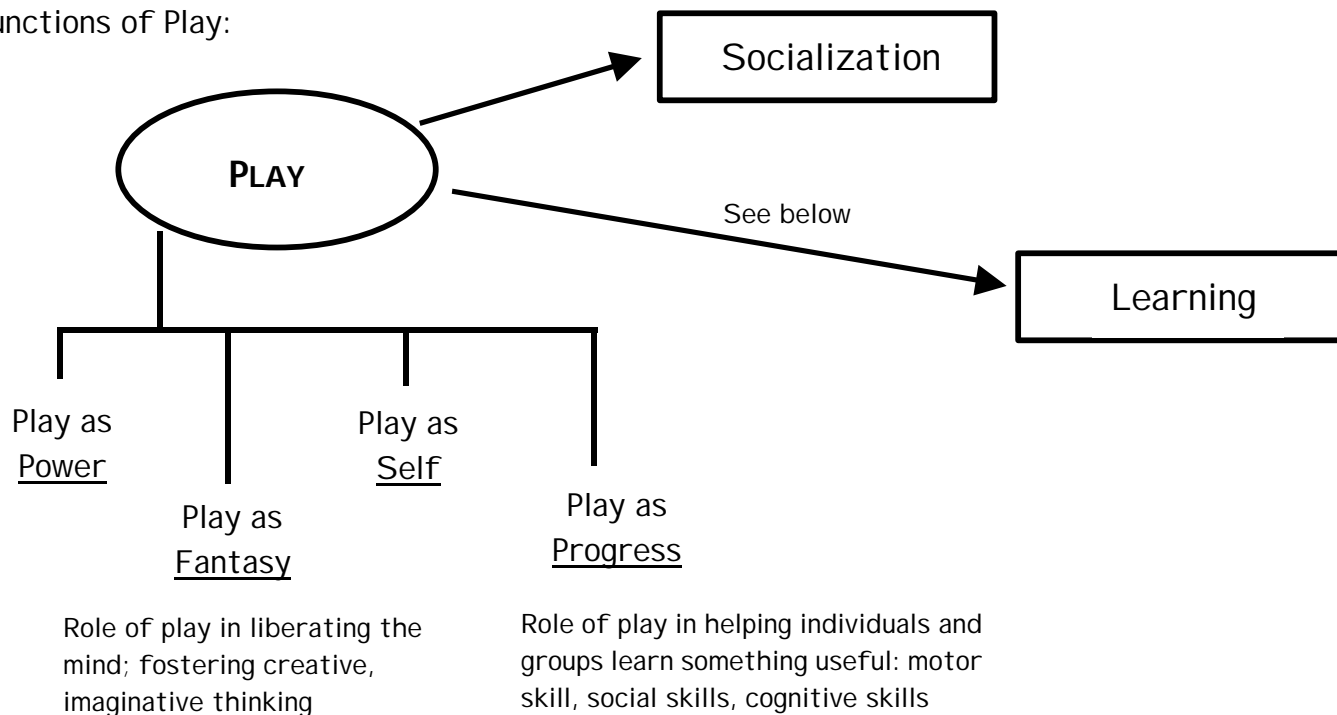 unctions of Play:
Socialization
PLAY
See below
Learning
Play as
Power
Play as
Self
Play as
Fantasy
Play as
Progress
Role of play in liberating the
mind; fostering creative,
imaginative thinking
Role of play in helping individuals and
groups learn something useful: motor
skill, social skills, cognitive skills